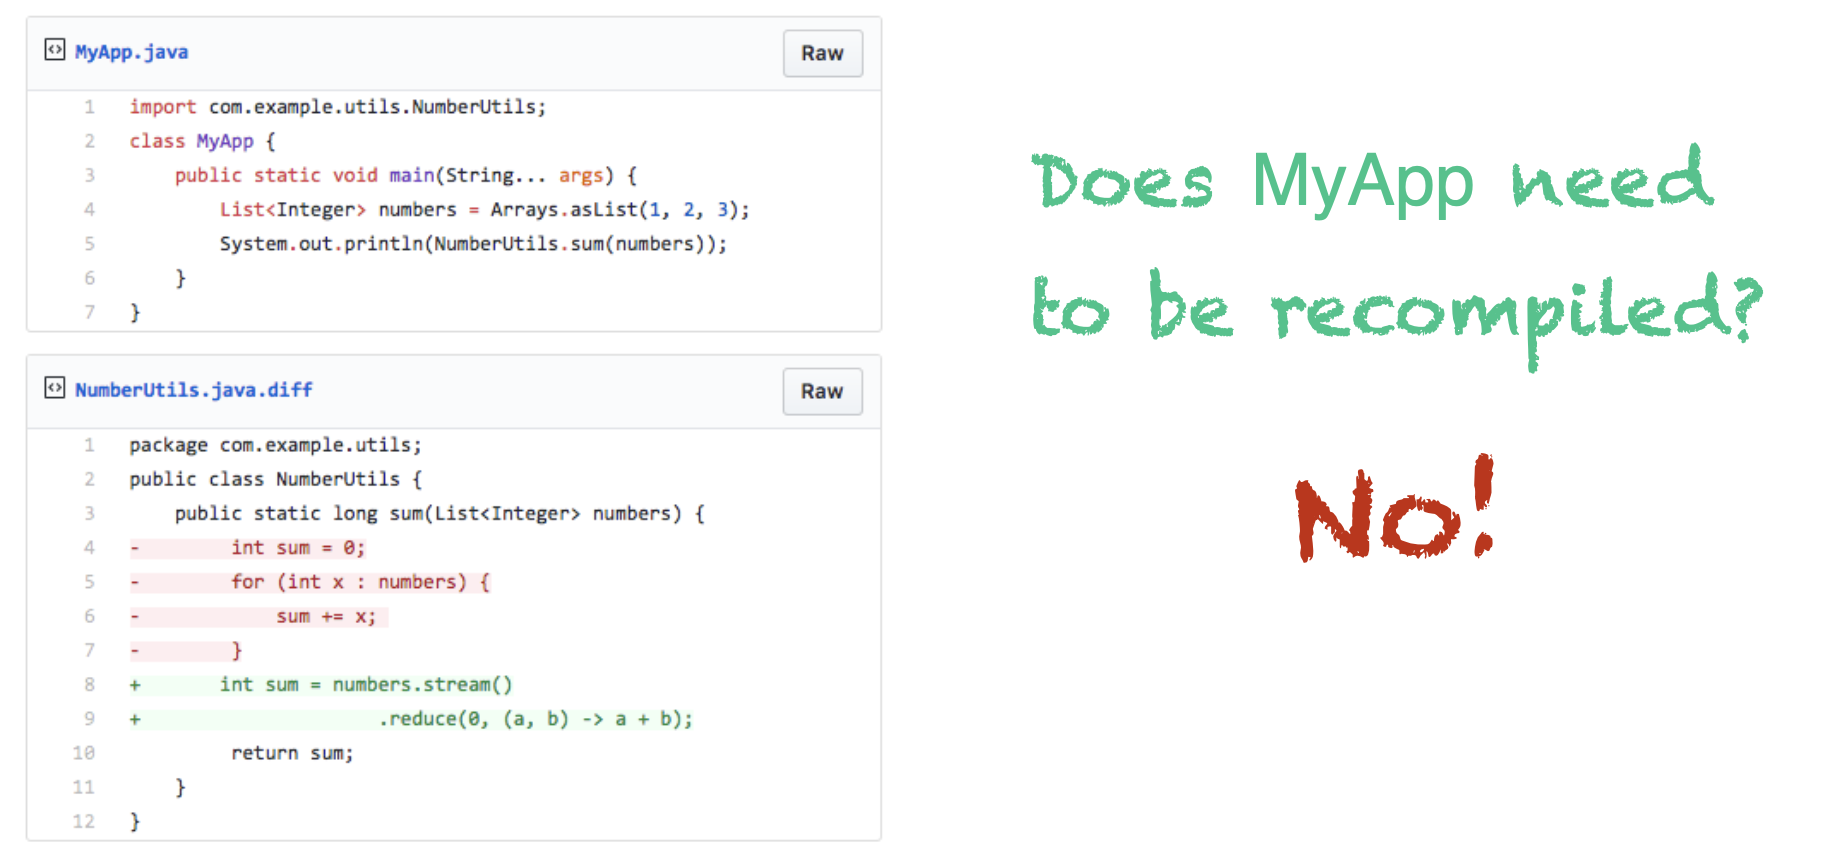 MyApp.java
Raw
1 import com.example.utils.NumberUtils;
2 class MyApp {
3     public static void main(String... args) {
4         List<Integer> numbers = Arrays.asList(1, 2, 3);
5         System.out.println(NumberUtils.sum(numbers));
6     }
7 }
NumberUtils.java.diff
Raw
1 package com.example.utils;
2 public class NumberUtils {
3     public static long sum(List<Integer> numbers) {
4 -        int sum = 0;
5 -        for (int x : numbers) {
6 -            sum += x;
7 -        }
8 +       int sum = numbers.stream()
9 +                     .reduce(0, (a, b) -> a + b);
10          return sum;
11     }
12 }
Does MyApp need
to be recompiled?
No!